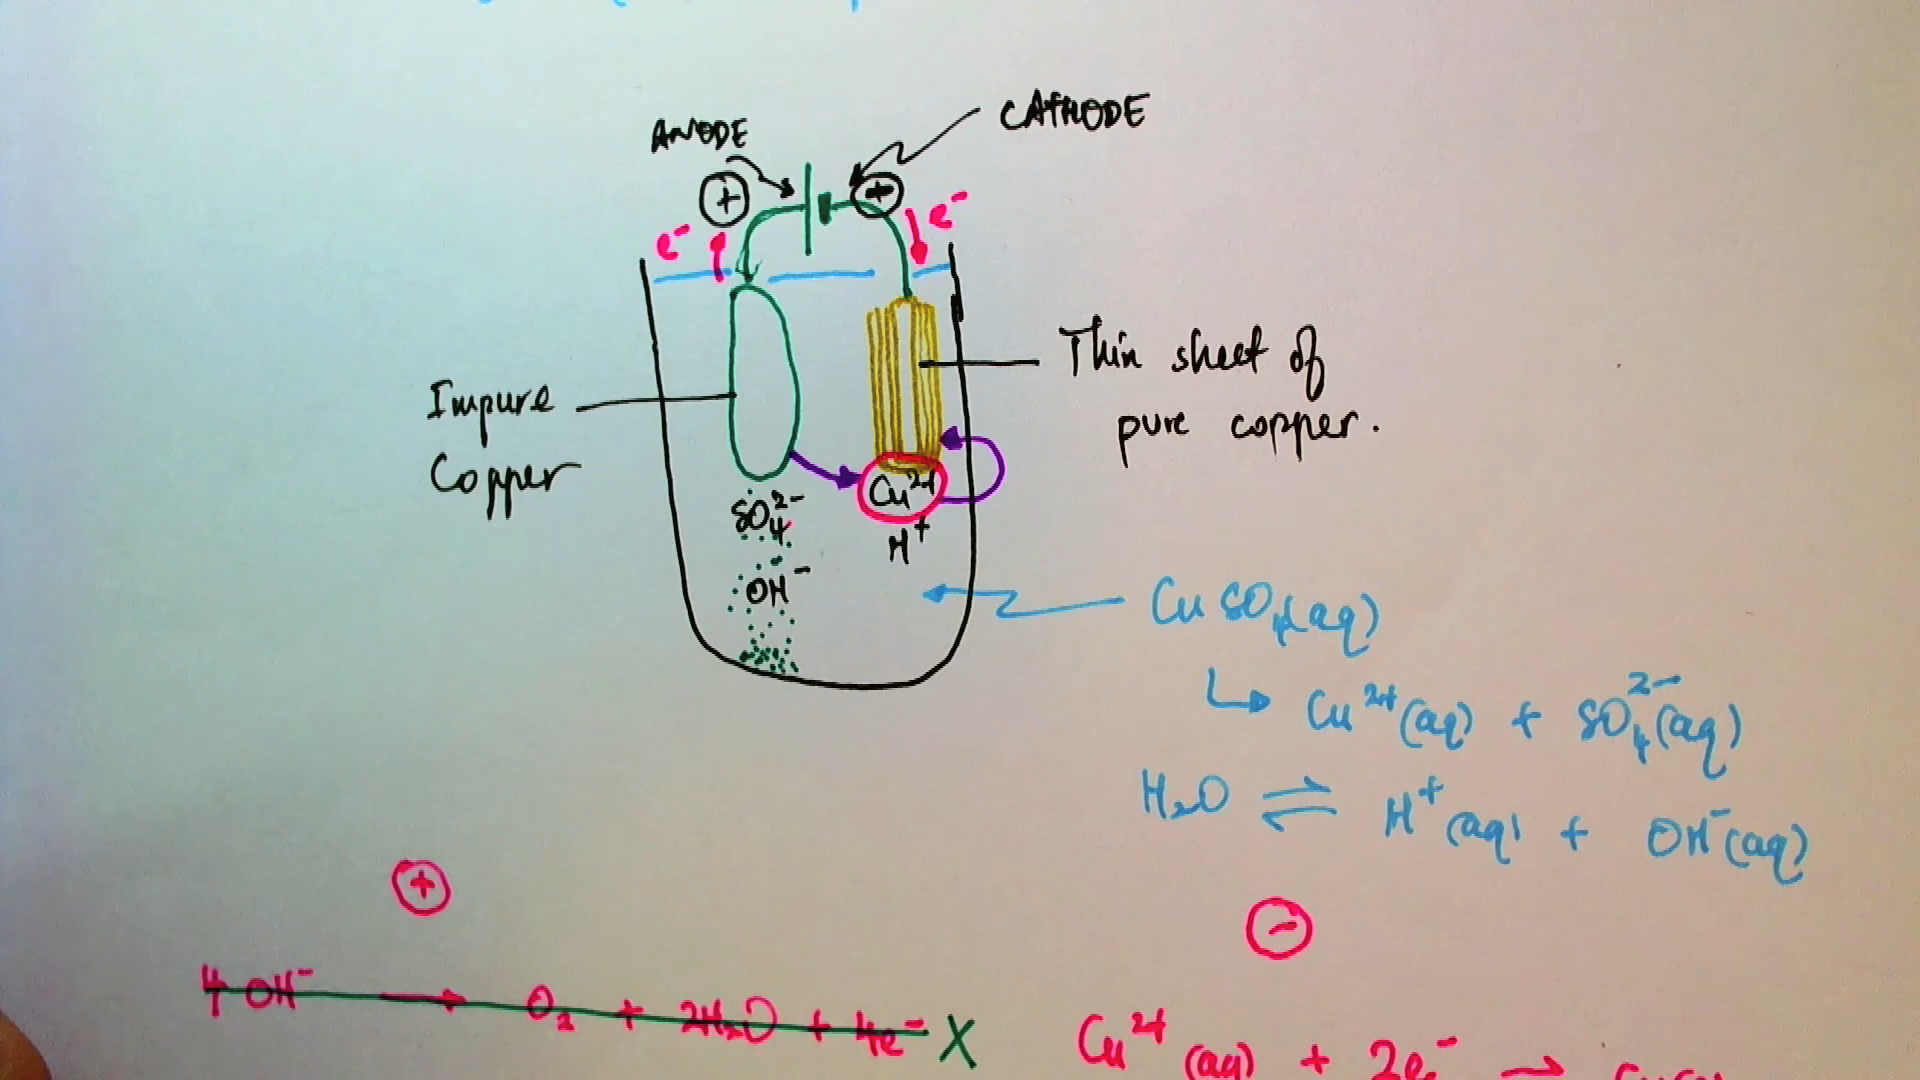 ANODE
CATHODE
+
+
e⁻
e⁻
Impure
Copper
Thin sheet of
pure copper.
SO₄²⁻
Cu²⁺
OH⁻
H⁺
CuSO₄(aq)
↳ Cu²⁺(aq) + SO₄²⁻(aq)
H₂O ⇌ H⁺(aq) + OH⁻(aq)
+
−
4OH⁻ → O₂ + 2H₂O + 4e⁻ X
Cu²⁺(aq) + 2e⁻ →